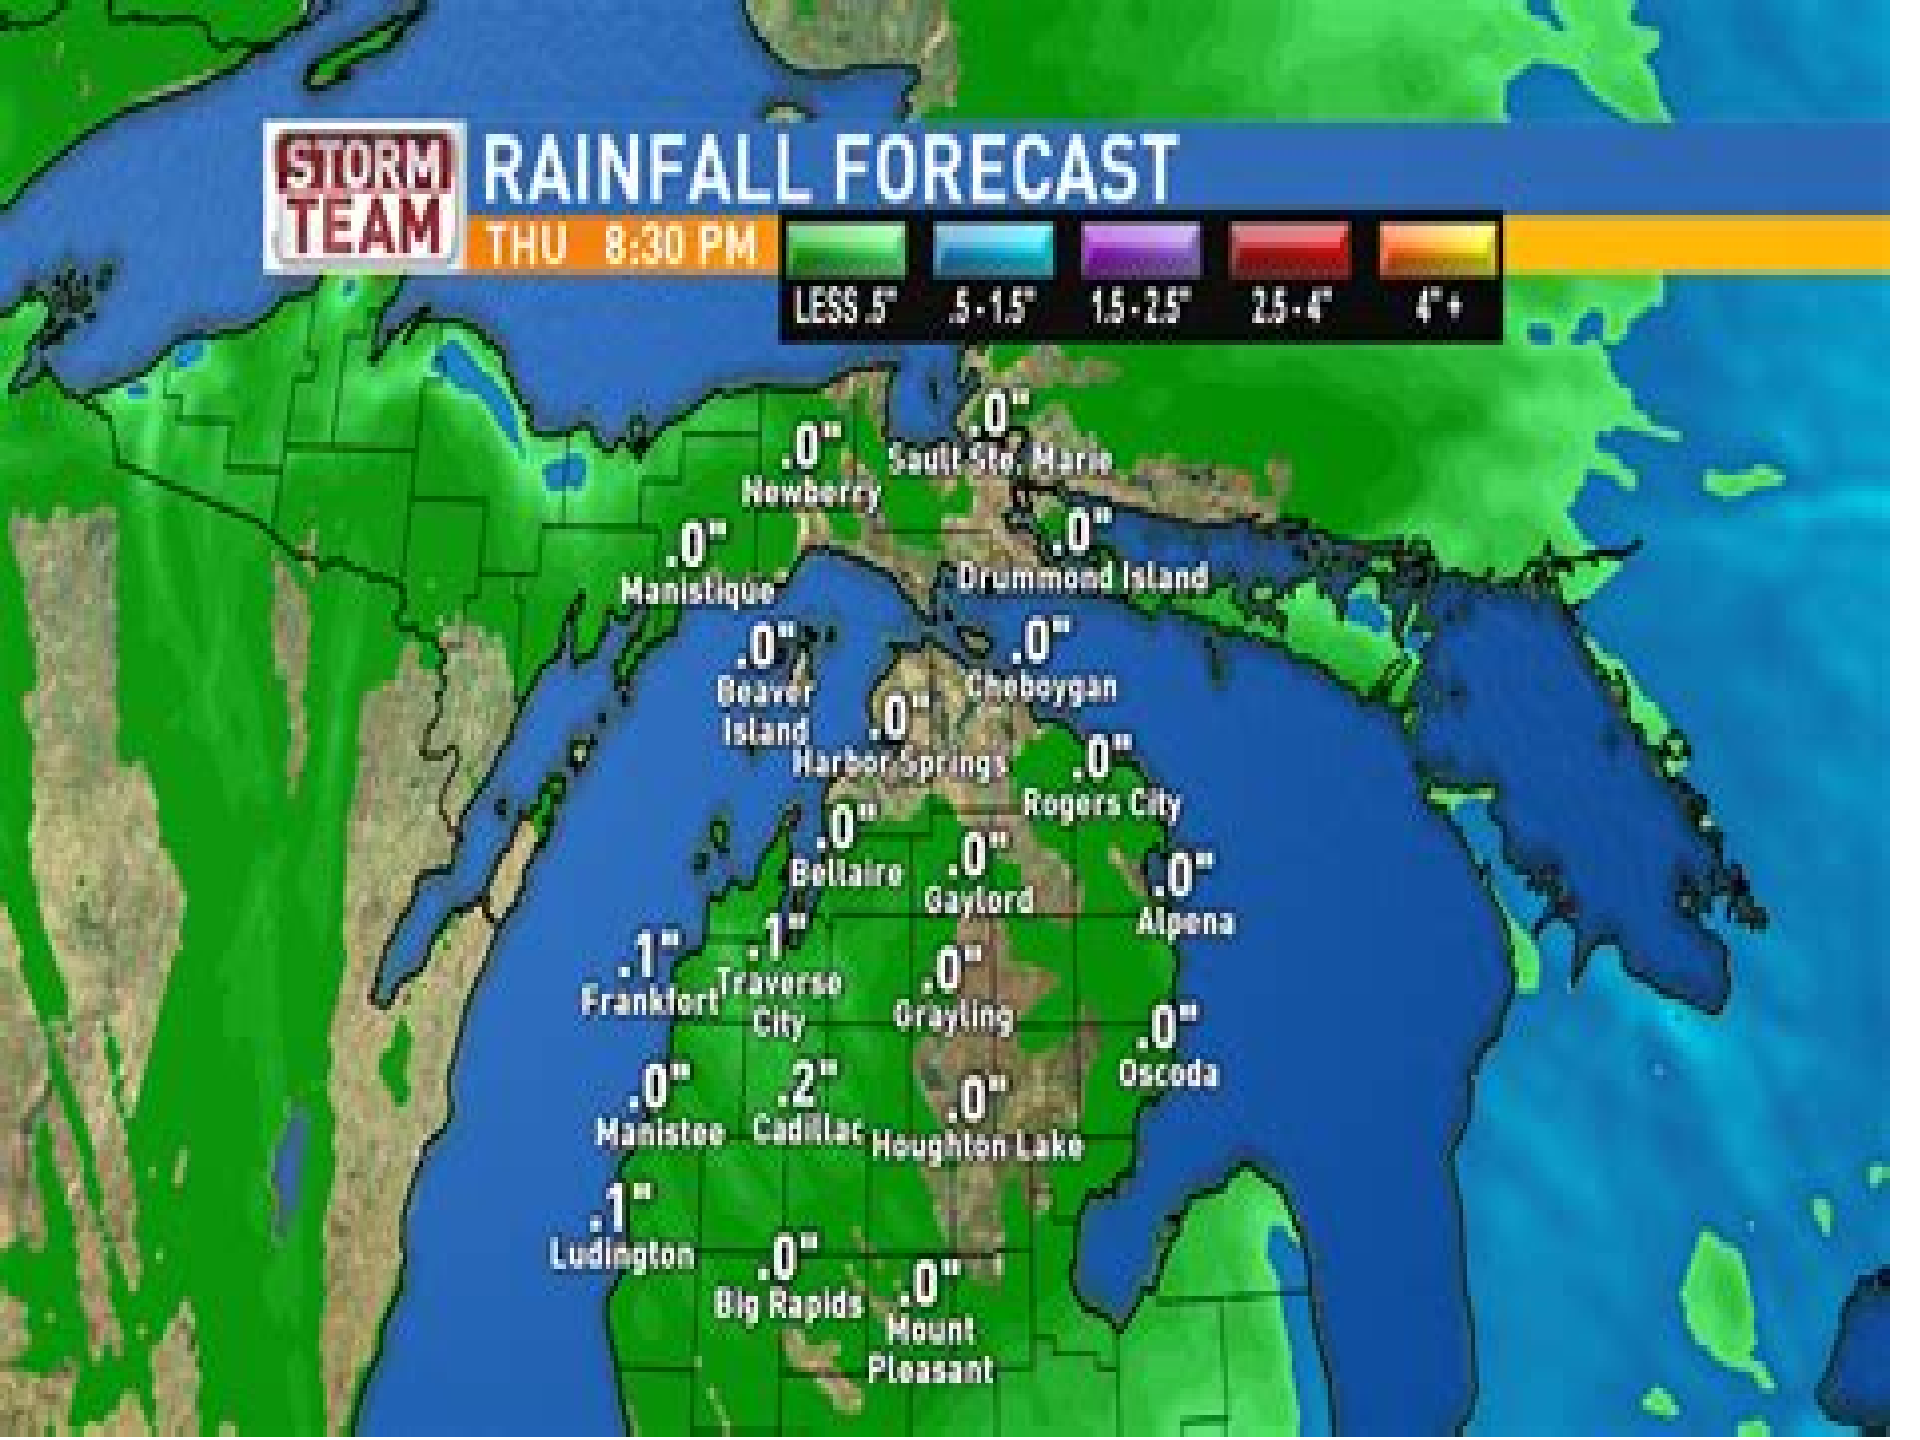 STORM
TEAM
RAINFALL FORECAST
THU 8:30 PM
LESS .5" .5 - 1.5" 1.5 - 2.5" 2.5 - 4" 4" +
.0"
Sault Ste. Marie
.0"
Newberry
.0"
Manistique
.0"
Drummond Island
.0"
Beaver
Island
.0"
Cheboygan
.0"
Harbor Springs
.0"
Rogers City
.0"
Bellaire
.0"
Gaylord
.0"
Alpena
.1"
Frankfort
.1"
Traverse
City
.0"
Grayling
.0"
Oscoda
.0"
Manistee
.2"
Cadillac
.0"
Houghton Lake
.1"
Ludington
.0"
Big Rapids
.0"
Mount
Pleasant